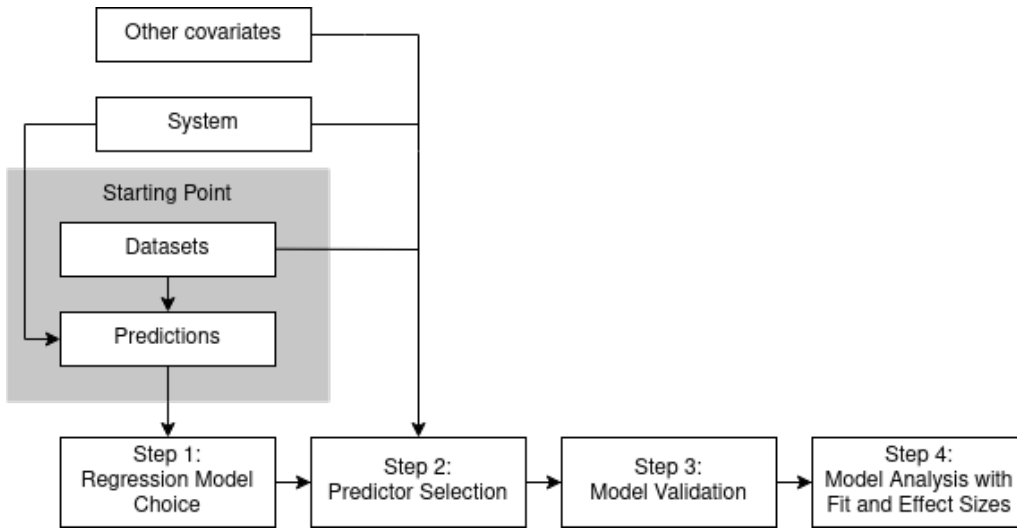 Other covariates
System
Starting Point
Datasets
Predictions
Step 1:
Regression Model
Choice
Step 2:
Predictor Selection
Step 3:
Model Validation
Step 4:
Model Analysis with
Fit and Effect Sizes